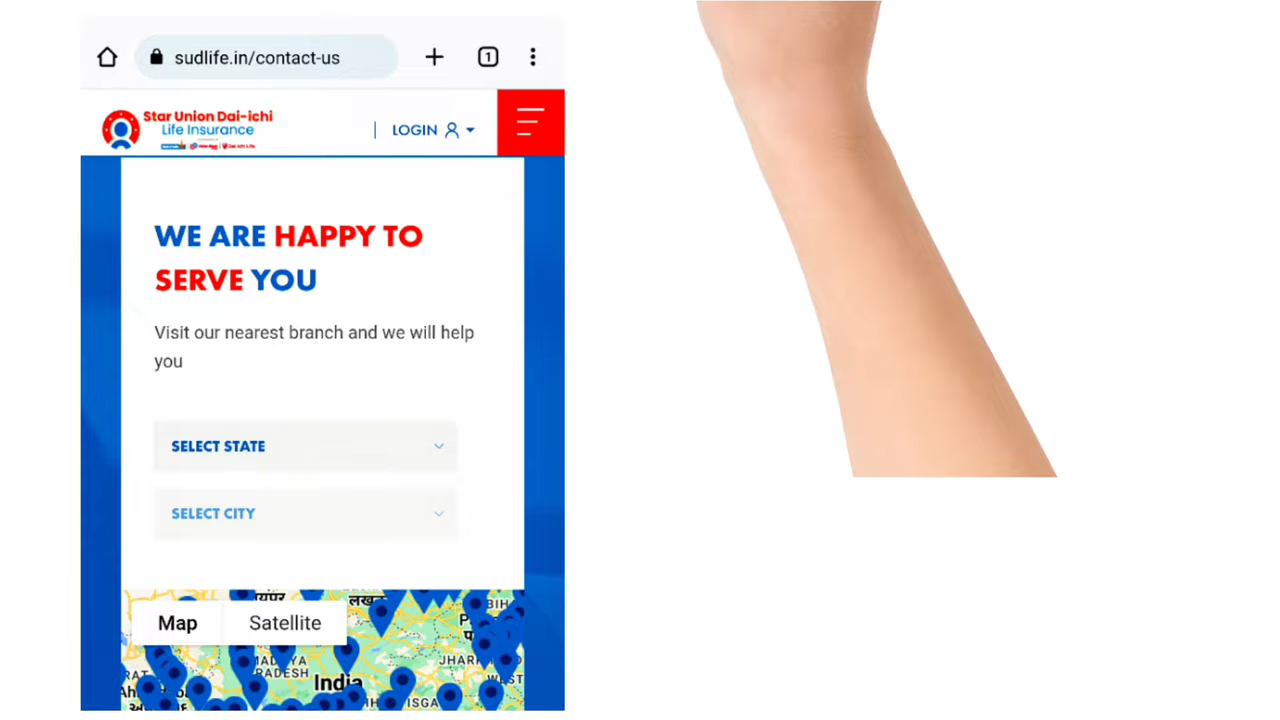 sudlife.in/contact-us
1
Star Union Dai-ichi
Life Insurance
LOGIN
WE ARE HAPPY TO
SERVE YOU
Visit our nearest branch and we will help
you
SELECT STATE
SELECT CITY
Map
Satellite
India